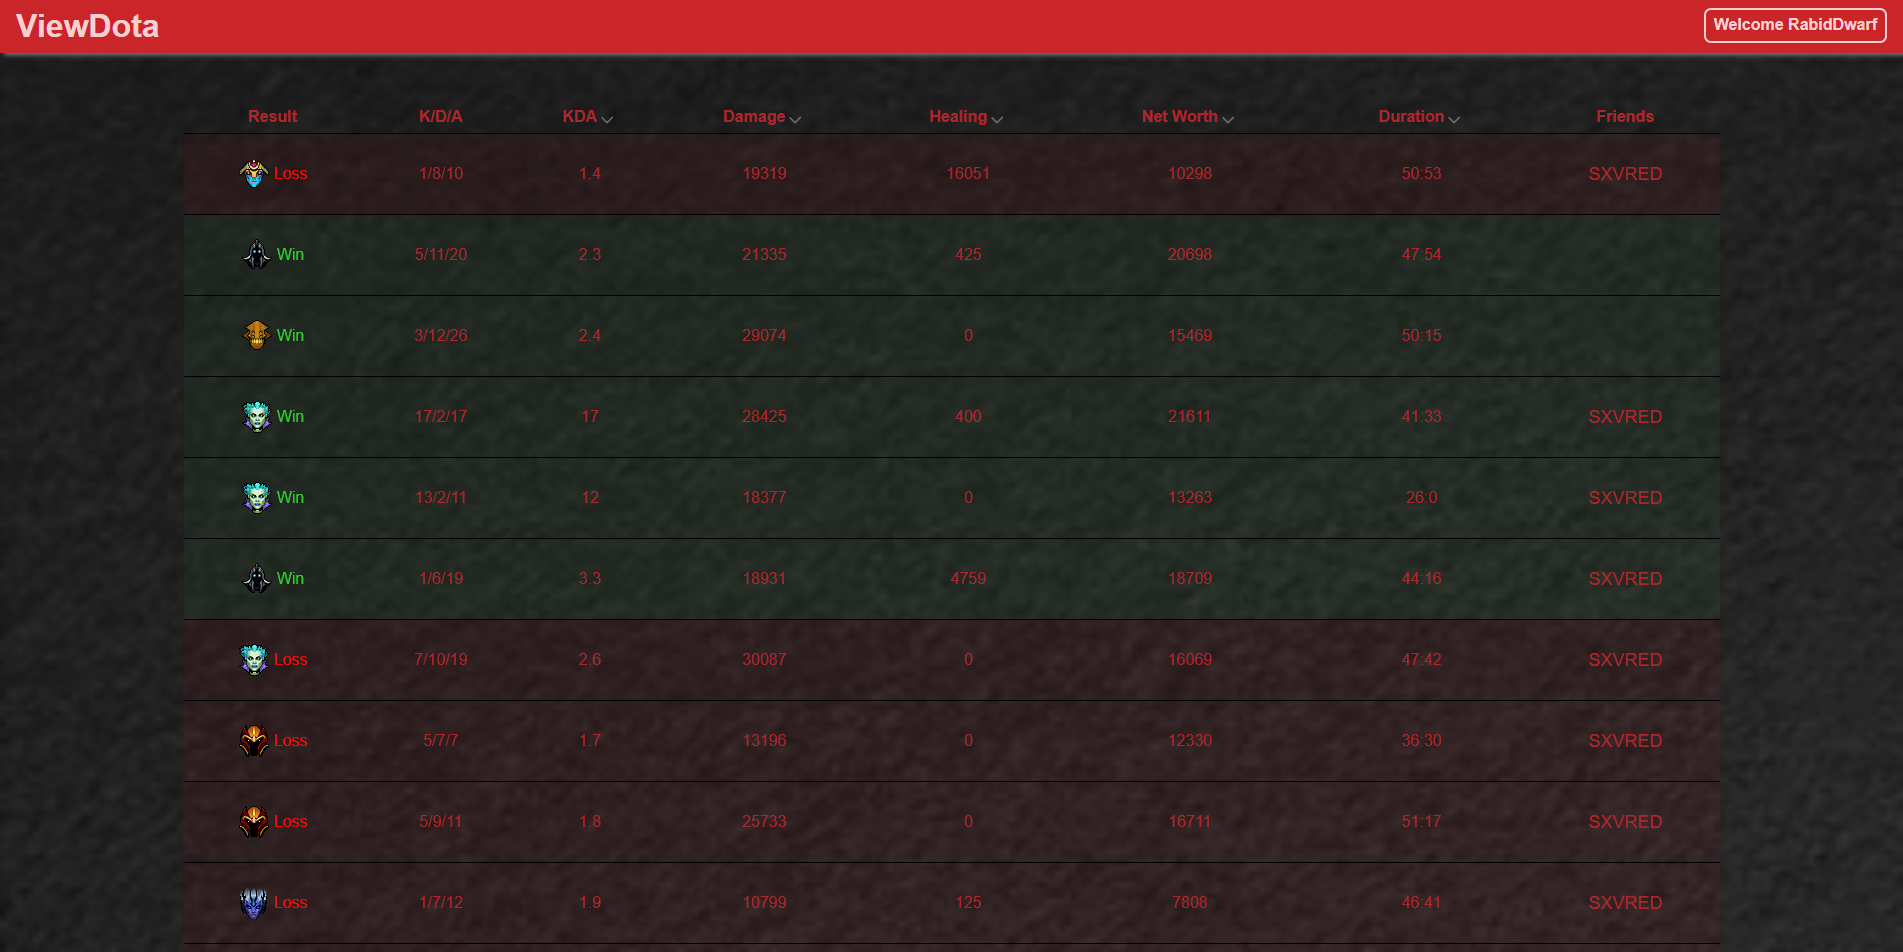 ViewDota
Welcome RabidDwarf
Result K/D/A KDA Damage Healing Net Worth Duration Friends
Loss 1/8/10 1.4 19319 16051 10298 50:53 SXVRED
Win 5/11/20 2.3 21335 425 20698 47:54
Win 3/12/26 2.4 29074 0 15469 50:15
Win 17/2/17 17 28425 400 21611 41:33 SXVRED
Win 13/2/11 12 18377 0 13263 26:0 SXVRED
Win 1/6/19 3.3 18931 4759 18709 44:16 SXVRED
Loss 7/10/19 2.6 30087 0 16069 47:42 SXVRED
Loss 5/7/7 1.7 13196 0 12330 36:30 SXVRED
Loss 5/9/11 1.8 25733 0 16711 51:17 SXVRED
Loss 1/7/12 1.9 10799 125 7808 46:41 SXVRED